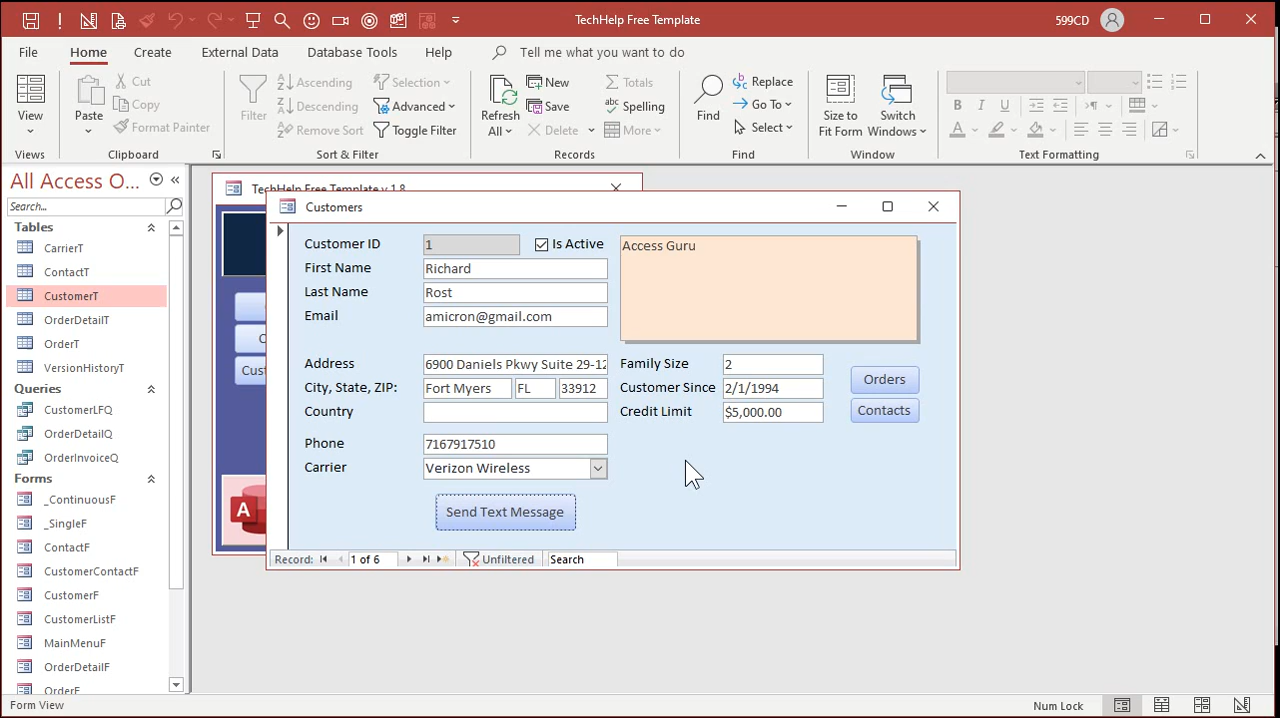 TechHelp Free Template
599CD
File Home Create External Data Database Tools Help Tell me what you want to do
View
Views
Paste
Cut
Copy
Format Painter
Clipboard
Filter
Ascending
Descending
Remove Sort
Selection
Advanced
Toggle Filter
Sort & Filter
Refresh
All
New
Save
Delete
Totals
Spelling
More
Records
Find
Replace
Go To
Select
Find
Size to
Fit Form
Switch
Windows
Window
B I U
A
Text Formatting
All Access O...
Search...
Tables
CarrierT
ContactT
CustomerT
OrderDetailT
OrderT
VersionHistoryT
Queries
CustomerLFQ
OrderDetailQ
OrderInvoiceQ
Forms
_ContinuousF
_SingleF
ContactF
CustomerContactF
CustomerF
CustomerListF
MainMenuF
OrderDetailF
OrderF
TechHelp Free Template v 1.8
Cust
A
Customers
Customer ID 1 Is Active
First Name Richard
Last Name Rost
Email amicron@gmail.com
Access Guru
Address 6900 Daniels Pkwy Suite 29-12
City, State, ZIP: Fort Myers FL 33912
Country
Family Size 2
Customer Since 2/1/1994
Credit Limit $5,000.00
Orders
Contacts
Phone 7167917510
Carrier Verizon Wireless
Send Text Message
Record: 1 of 6 Unfiltered Search
Form View
Num Lock